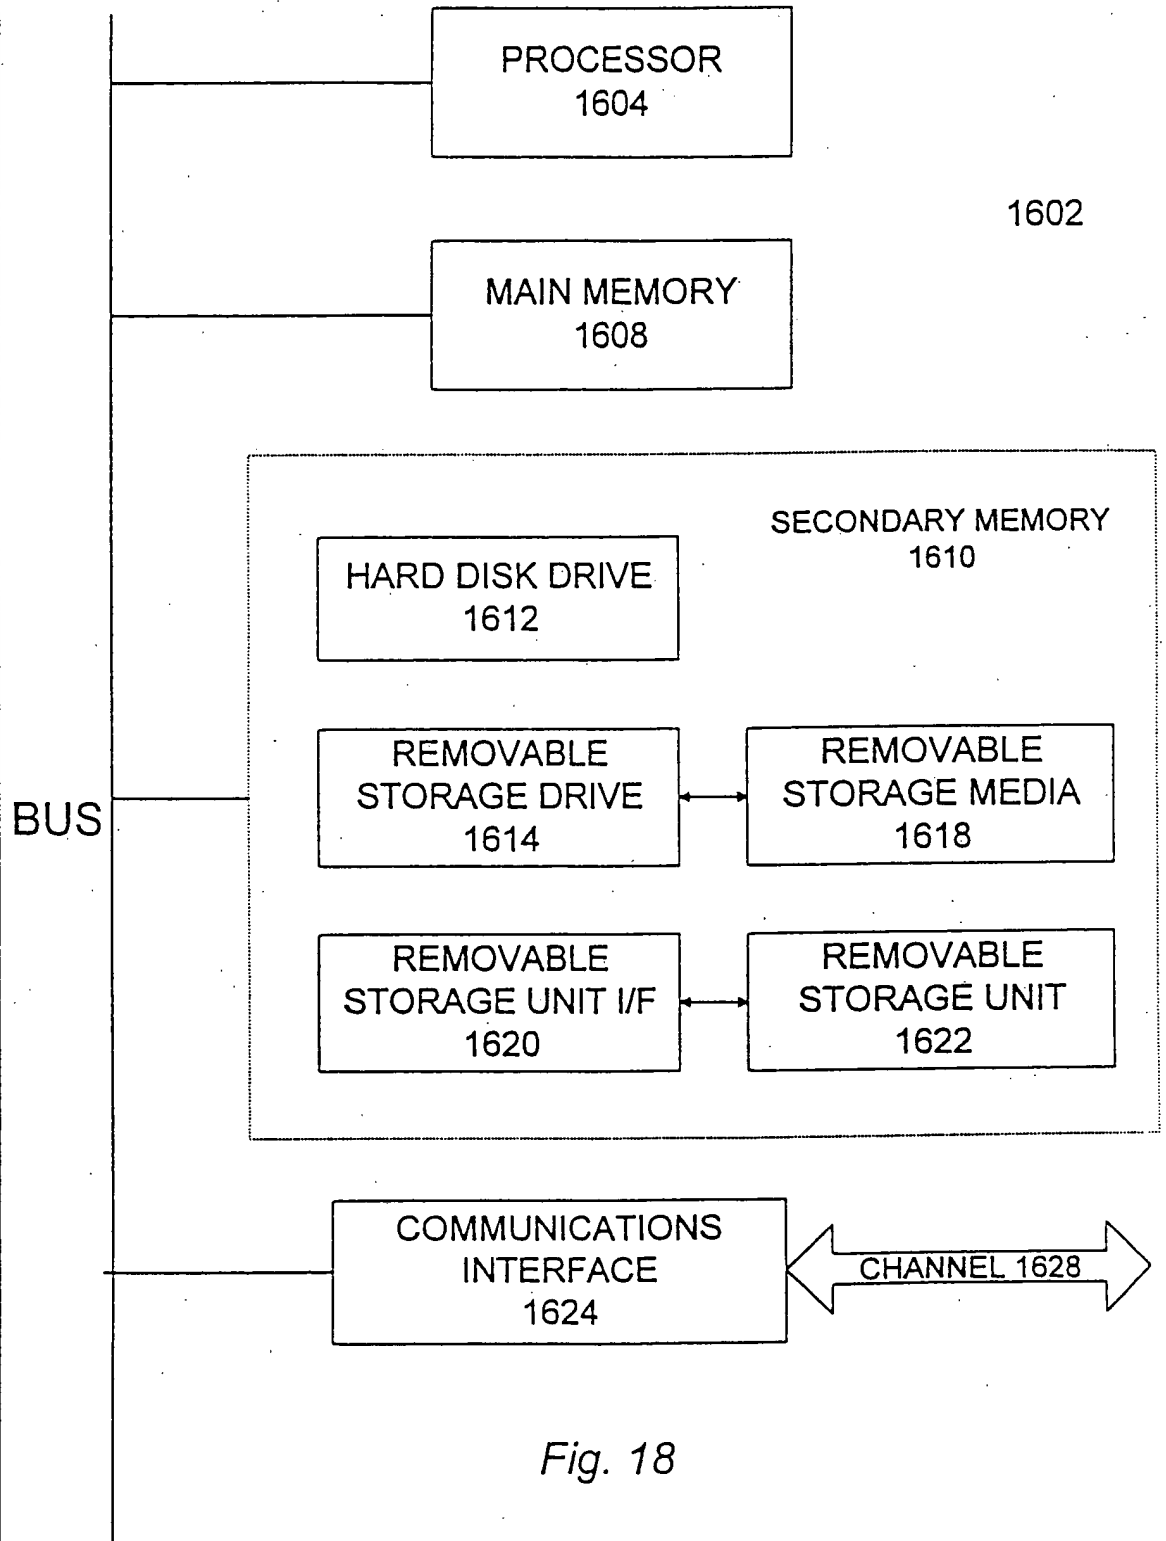 PROCESSOR
1604
1602
MAIN MEMORY
1608
SECONDARY MEMORY
1610
HARD DISK DRIVE
1612
REMOVABLE
STORAGE DRIVE
1614
REMOVABLE
STORAGE MEDIA
1618
BUS
REMOVABLE
STORAGE UNIT I/F
1620
REMOVABLE
STORAGE UNIT
1622
COMMUNICATIONS
INTERFACE
1624
CHANNEL 1628
Fig. 18